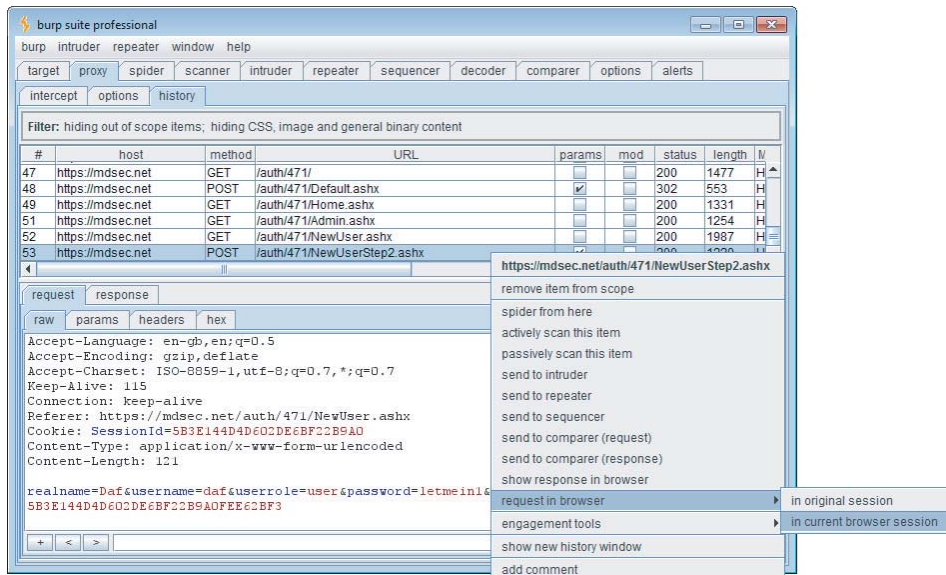 burp suite professional
burp intruder repeater window help
target proxy spider scanner intruder repeater sequencer decoder comparer options alerts
intercept options history
Filter: hiding out of scope items; hiding CSS, image and general binary content
# host method URL params mod status length
47 https://mdsec.net GET /auth/471/ 200 1477 H
48 https://mdsec.net POST /auth/471/Default.ashx 302 553 H
49 https://mdsec.net GET /auth/471/Home.ashx 200 1331 H
51 https://mdsec.net GET /auth/471/Admin.ashx 200 1254 H
52 https://mdsec.net GET /auth/471/NewUser.ashx 200 1987 H
53 https://mdsec.net POST /auth/471/NewUserStep2.ashx
request response
raw params headers hex
Accept-Language: en-gb,en;q=0.5
Accept-Encoding: gzip,deflate
Accept-Charset: ISO-8859-1,utf-8;q=0.7,*;q=0.7
Keep-Alive: 115
Connection: keep-alive
Referer: https://mdsec.net/auth/471/NewUser.ashx
Cookie: SessionId=5B3E144D4D602DE6BF22B9A0
Content-Type: application/x-www-form-urlencoded
Content-Length: 121
realname=Daf&username=daf&userrole=user&password=letmein1&
5B3E144D4D602DE6BF22B9A0FEE62BF3
+ < >
https://mdsec.net/auth/471/NewUserStep2.ashx
remove item from scope
spider from here
actively scan this item
passively scan this item
send to intruder
send to repeater
send to sequencer
send to comparer (request)
send to comparer (response)
show response in browser
request in browser
engagement tools
show new history window
add comment
in original session
in current browser session